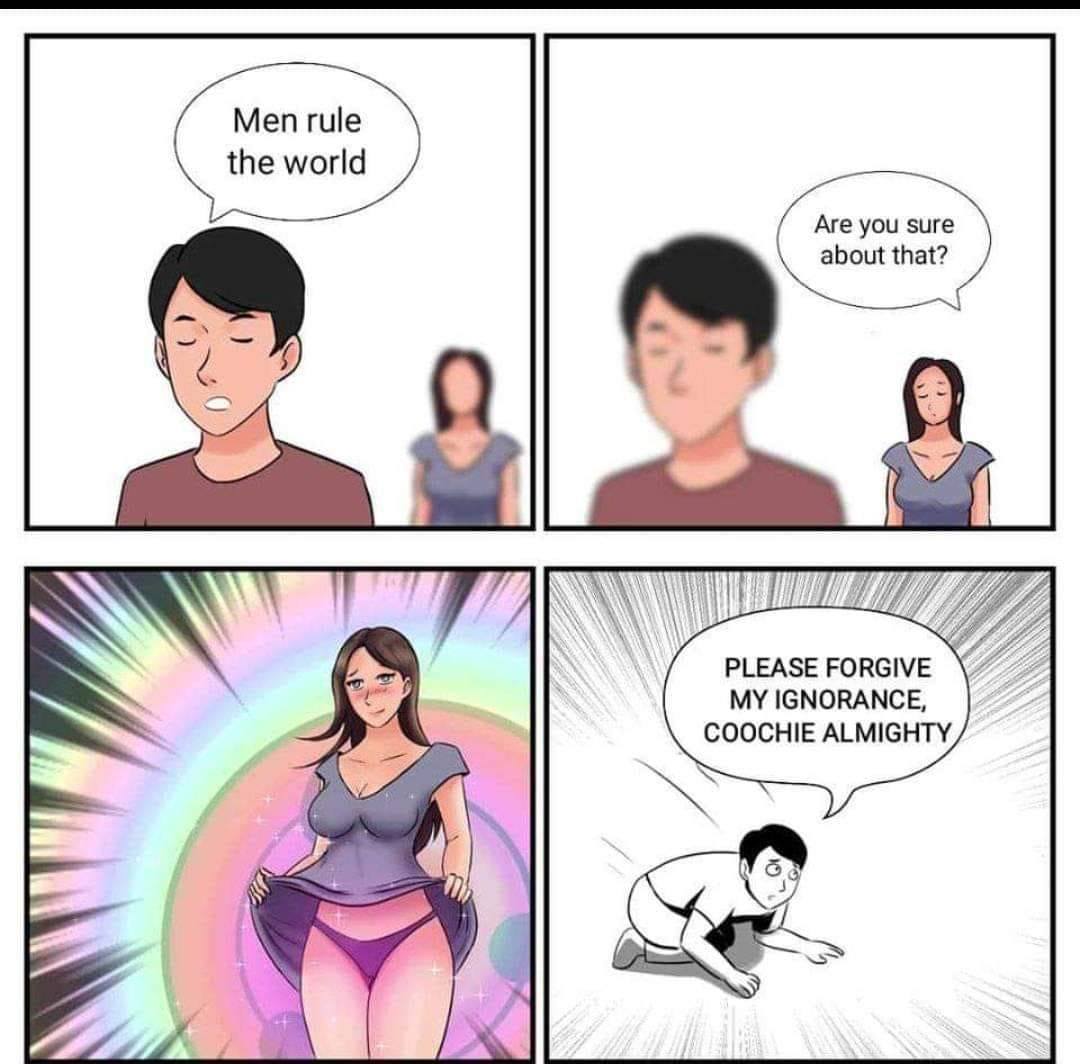 Men rule
the world
Are you sure
about that?
PLEASE FORGIVE
MY IGNORANCE,
COOCHIE ALMIGHTY